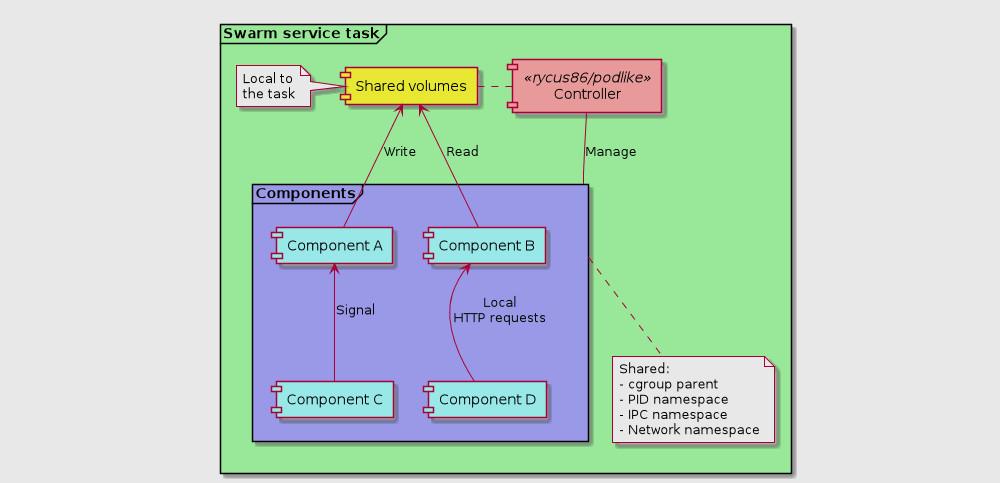 Swarm service task
Local to
the task
Shared volumes
«rycus86/podlike»
Controller
Write
Read
Manage
Components
Component A
Component B
Signal
Local
HTTP requests
Component C
Component D
Shared:
- cgroup parent
- PID namespace
- IPC namespace
- Network namespace